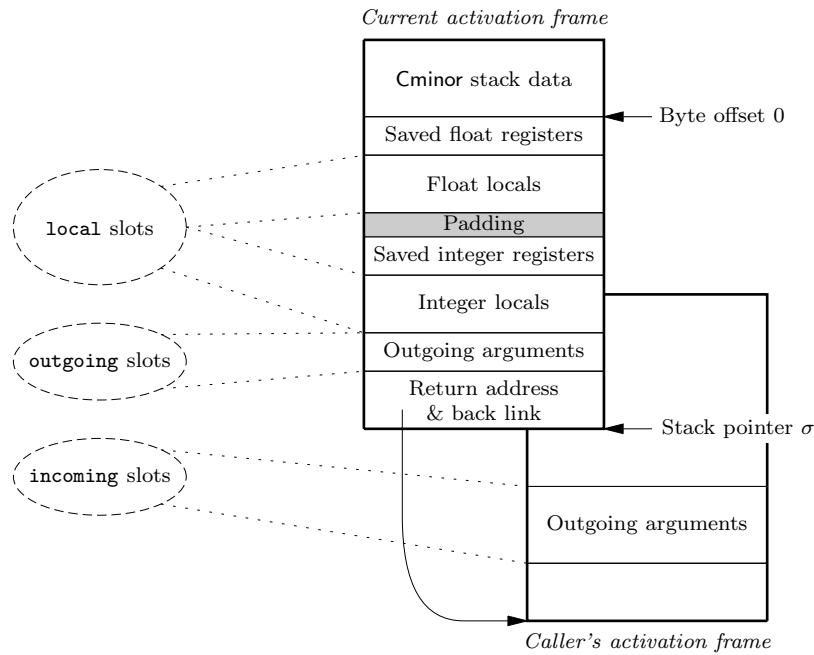 Current activation frame
Cminor stack data
Byte offset 0
Saved float registers
Float locals
local slots
Padding
Saved integer registers
Integer locals
Outgoing arguments
outgoing slots
Return address
& back link
Stack pointer σ
incoming slots
Outgoing arguments
Caller's activation frame